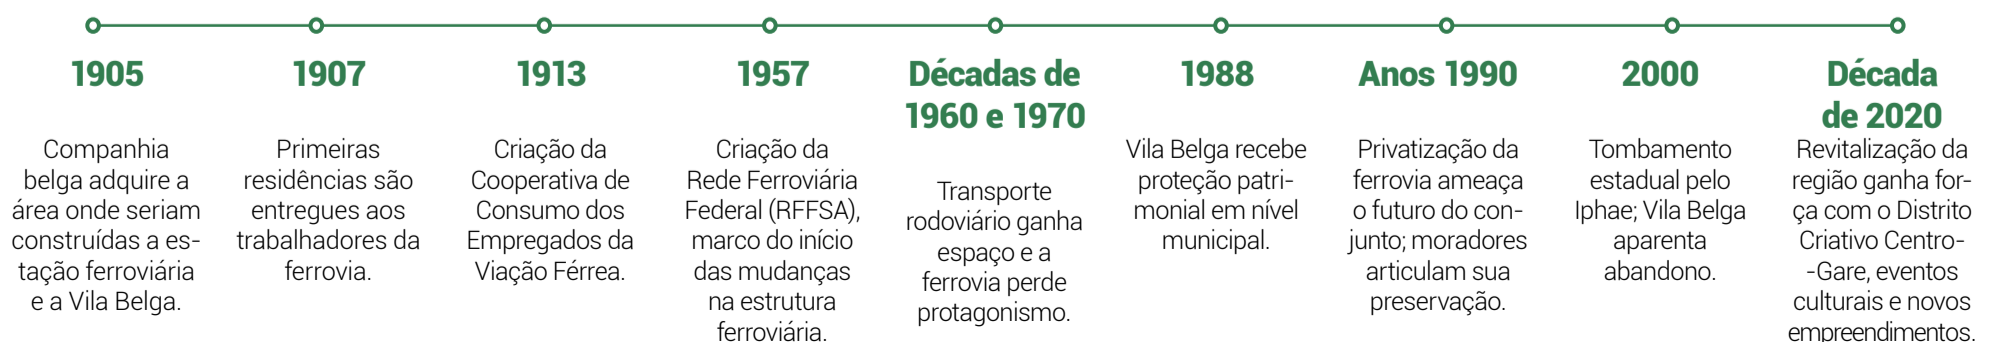 1905
Companhia
belga adquire a
área onde seriam
construídas a es-
tação ferroviária
e a Vila Belga.
1907
Primeiras
residências são
entregues aos
trabalhadores da
ferrovia.
1913
Criação da
Cooperativa de
Consumo dos
Empregados da
Viação Férrea.
1957
Criação da
Rede Ferroviária
Federal (RFFSA),
marco do início
das mudanças
na estrutura
ferroviária.
Décadas de
1960 e 1970
Transporte
rodoviário ganha
espaço e a
ferrovia perde
protagonismo.
1988
Vila Belga recebe
proteção patri-
monial em nível
municipal.
Anos 1990
Privatização da
ferrovia ameaça
o futuro do con-
junto; moradores
articulam sua
preservação.
2000
Tombamento
estadual pelo
Iphae; Vila Belga
aparenta
abandono.
Década
de 2020
Revitalização da
região ganha for-
ça com o Distrito
Criativo Centro-
-Gare, eventos
culturais e novos
empreendimentos.